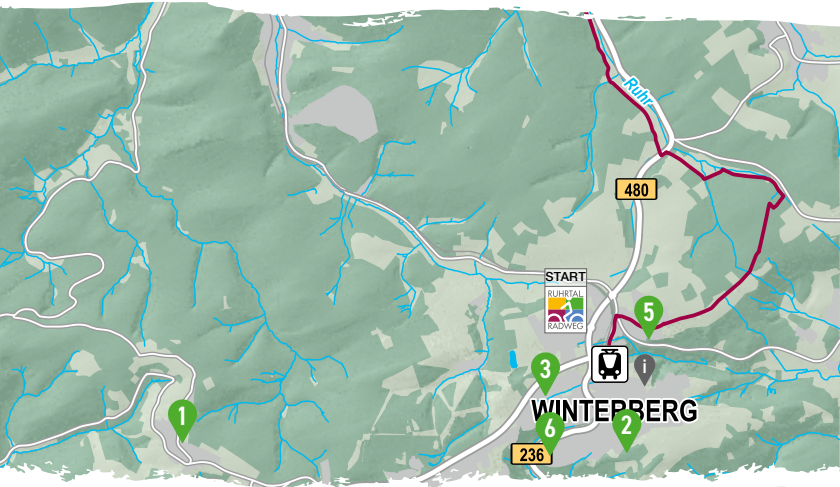 Ruhr
480
START
RUHRTAL
RADWEG
5
i
3
WINTERBERG
1
6
2
236